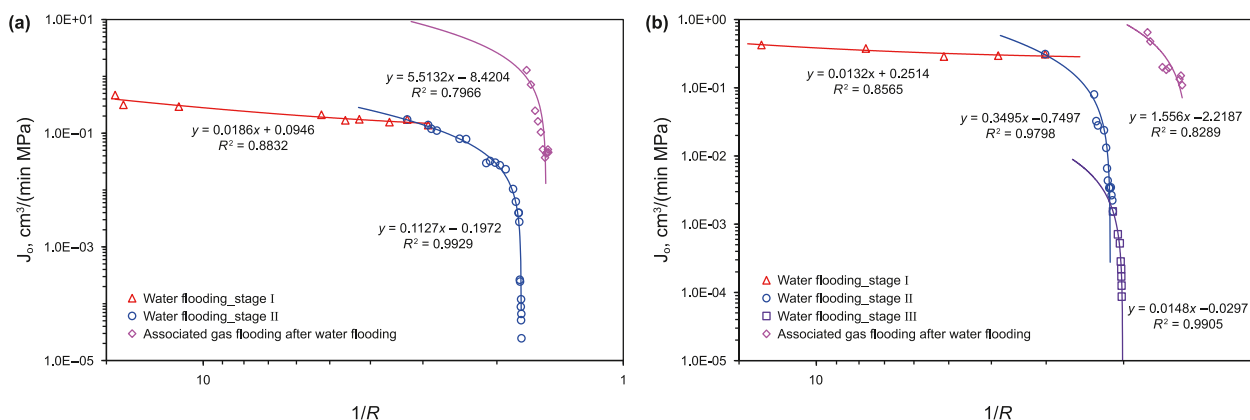 (a)
1.0E+01
1.0E+00
1.0E−01
1.0E−03
1.0E−05
Jo, cm³/(min MPa)
y = 5.5132x − 8.4204
R² = 0.7966
y = 0.0186x + 0.0946
R² = 0.8832
y = 0.1127x − 0.1972
R² = 0.9929
Water flooding_stage I
Water flooding_stage II
Associated gas flooding after water flooding
10
1
1/R
(b)
1.0E+00
1.0E−01
1.0E−02
1.0E−03
1.0E−04
1.0E−05
Jo, cm³/(min MPa)
y = 0.0132x + 0.2514
R² = 0.8565
y = 0.3495x − 0.7497
R² = 0.9798
y = 1.556x − 2.2187
R² = 0.8289
Water flooding_stage I
Water flooding_stage II
Water flooding_stage III
Associated gas flooding after water flooding
y = 0.0148x − 0.0297
R² = 0.9905
10
1/R